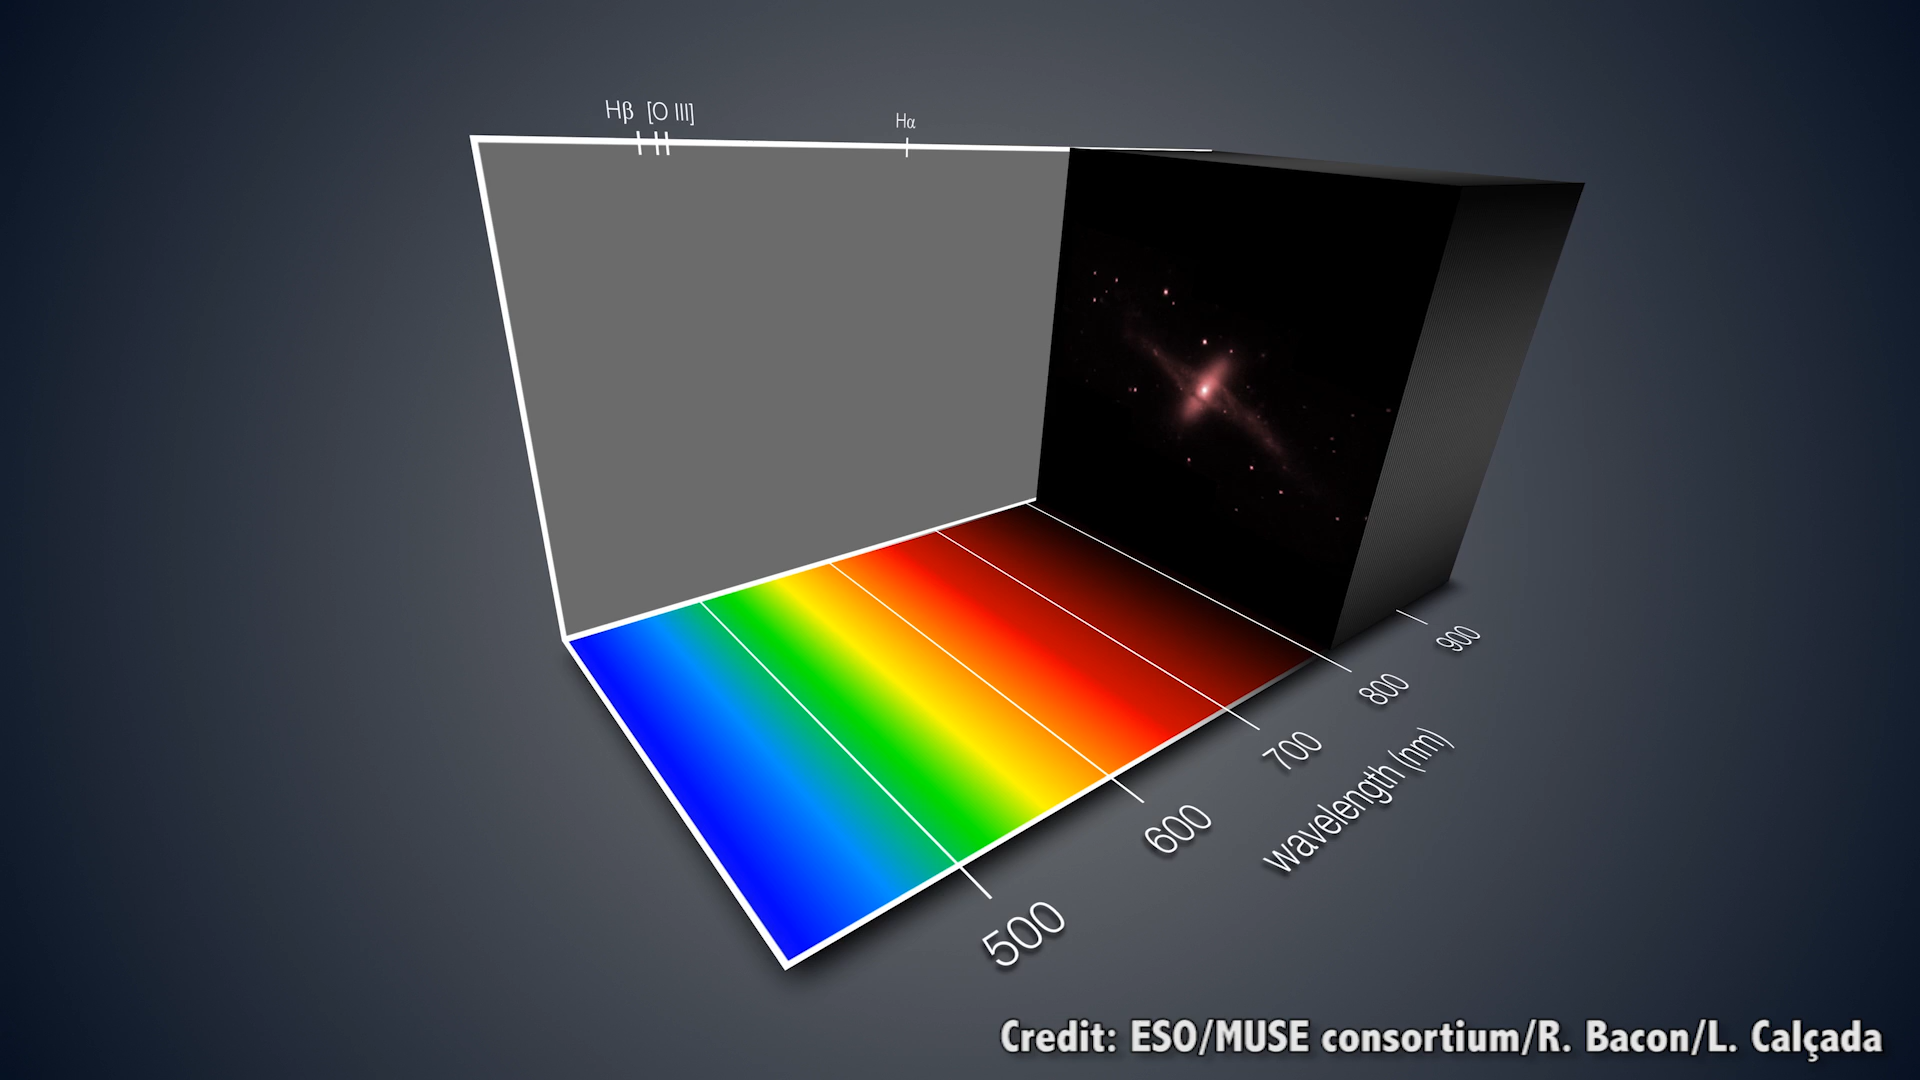 Hβ [O III]
Hα
900
800
700
600
500
wavelength (nm)
Credit: ESO/MUSE consortium/R. Bacon/L. Calçada